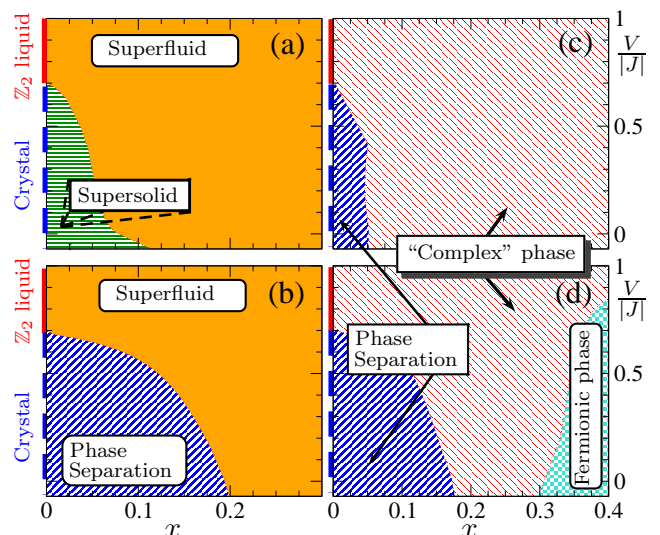 Superfluid
(a)
ℤ₂ liquid
Crystal
Supersolid
(c)
1
V
|J|
0.5
0
"Complex" phase
Superfluid
(b)
ℤ₂ liquid
Crystal
Phase
Separation
0
0.1
0.2
x
Phase
Separation
(d)
1
V
|J|
0.5
0
Fermionic phase
0
0.1
0.2
0.3
0.4
x